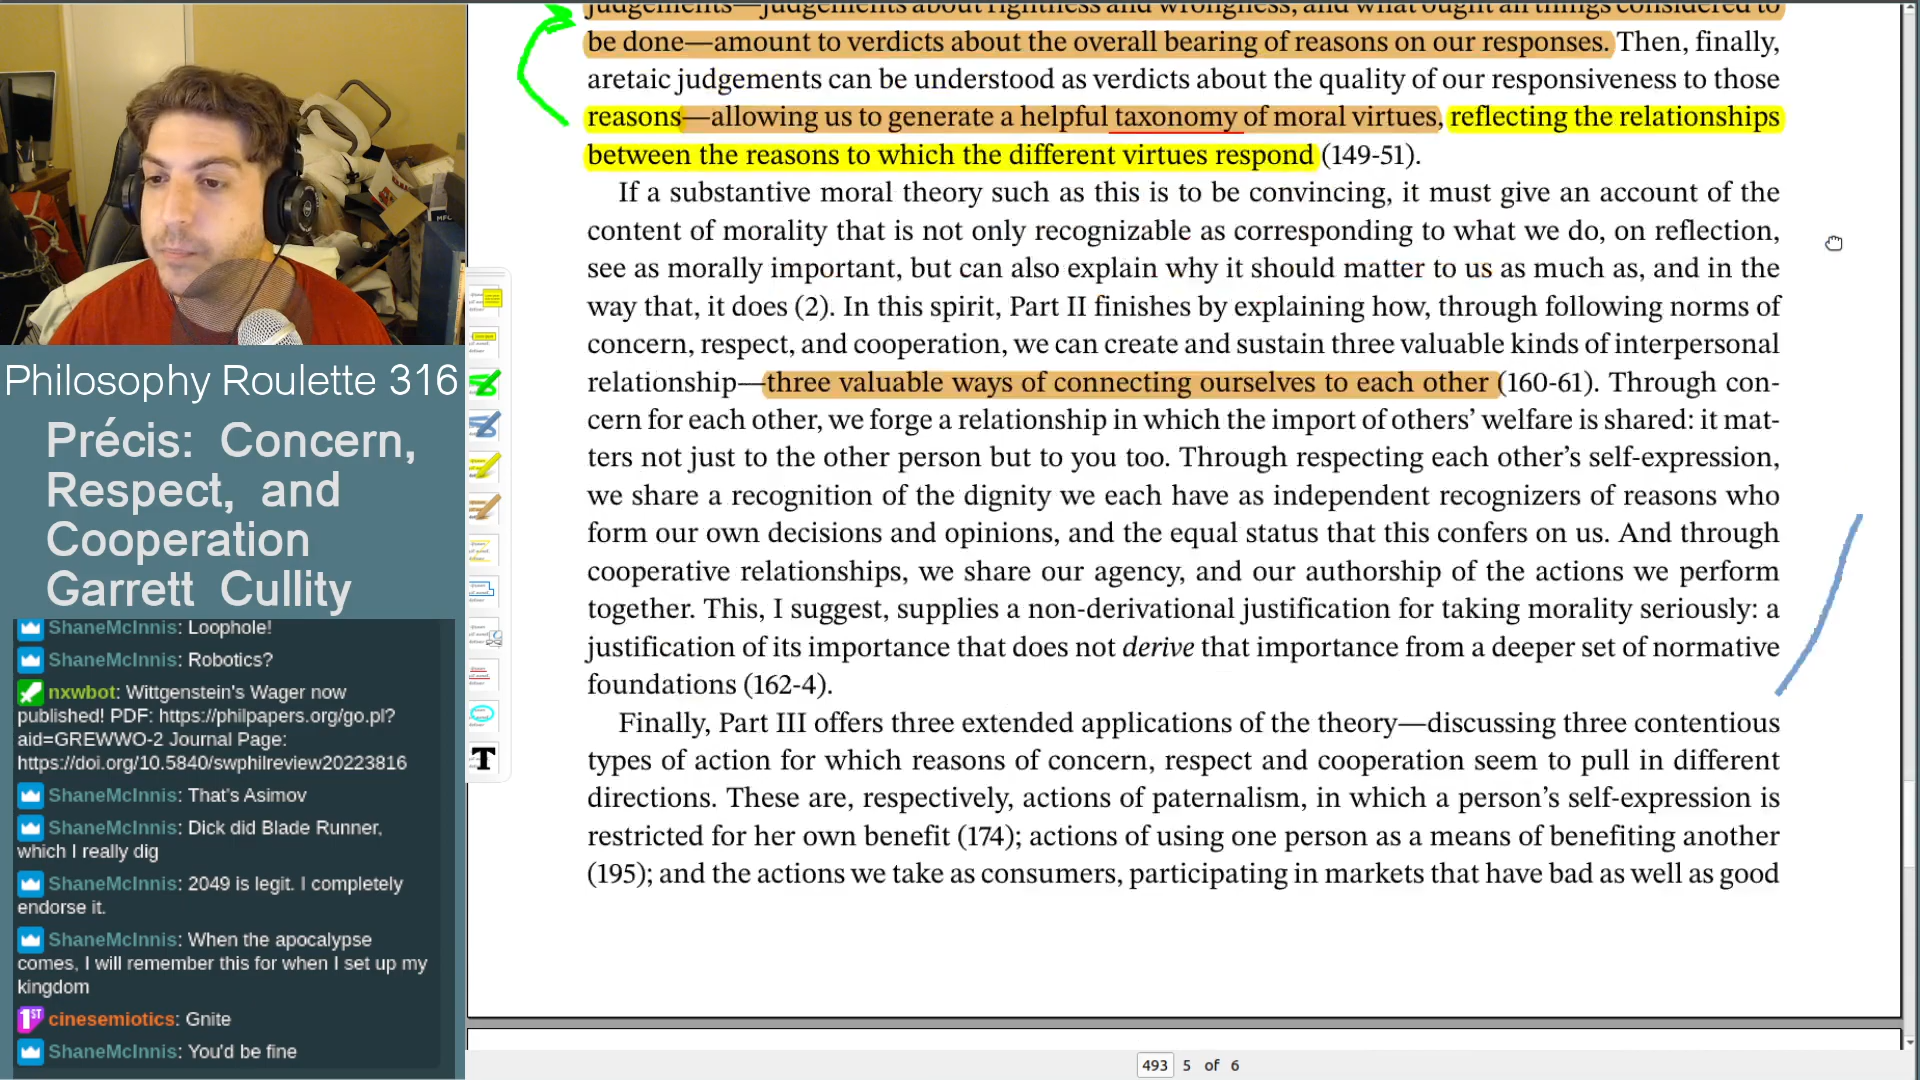 judgements—judgements about rightness and wrongness, and what ought all things considered to
be done—amount to verdicts about the overall bearing of reasons on our responses. Then, finally,
aretaic judgements can be understood as verdicts about the quality of our responsiveness to those
reasons—allowing us to generate a helpful taxonomy of moral virtues, reflecting the relationships
between the reasons to which the different virtues respond (149-51).
If a substantive moral theory such as this is to be convincing, it must give an account of the
content of morality that is not only recognizable as corresponding to what we do, on reflection,
see as morally important, but can also explain why it should matter to us as much as, and in the
way that, it does (2). In this spirit, Part II finishes by explaining how, through following norms of
concern, respect, and cooperation, we can create and sustain three valuable kinds of interpersonal
relationship—three valuable ways of connecting ourselves to each other (160-61). Through con-
cern for each other, we forge a relationship in which the import of others' welfare is shared: it mat-
ters not just to the other person but to you too. Through respecting each other's self-expression,
we share a recognition of the dignity we each have as independent recognizers of reasons who
form our own decisions and opinions, and the equal status that this confers on us. And through
cooperative relationships, we share our agency, and our authorship of the actions we perform
together. This, I suggest, supplies a non-derivational justification for taking morality seriously: a
justification of its importance that does not derive that importance from a deeper set of normative
foundations (162-4).
Finally, Part III offers three extended applications of the theory—discussing three contentious
types of action for which reasons of concern, respect and cooperation seem to pull in different
directions. These are, respectively, actions of paternalism, in which a person's self-expression is
restricted for her own benefit (174); actions of using one person as a means of benefiting another
(195); and the actions we take as consumers, participating in markets that have bad as well as good
493 5 of 6
T
Philosophy Roulette 316
Précis: Concern,
Respect, and
Cooperation
Garrett Cullity
ShaneMcInnis: Loophole!
ShaneMcInnis: Robotics?
nxwbot: Wittgenstein's Wager now
published! PDF: https://philpapers.org/go.pl?
aid=GREWWO-2 Journal Page:
https://doi.org/10.5840/swphilreview20223816
ShaneMcInnis: That's Asimov
ShaneMcInnis: Dick did Blade Runner,
which I really dig
ShaneMcInnis: 2049 is legit. I completely
endorse it.
ShaneMcInnis: When the apocalypse
comes, I will remember this for when I set up my
kingdom
1ST cinesemiotics: Gnite
ShaneMcInnis: You'd be fine